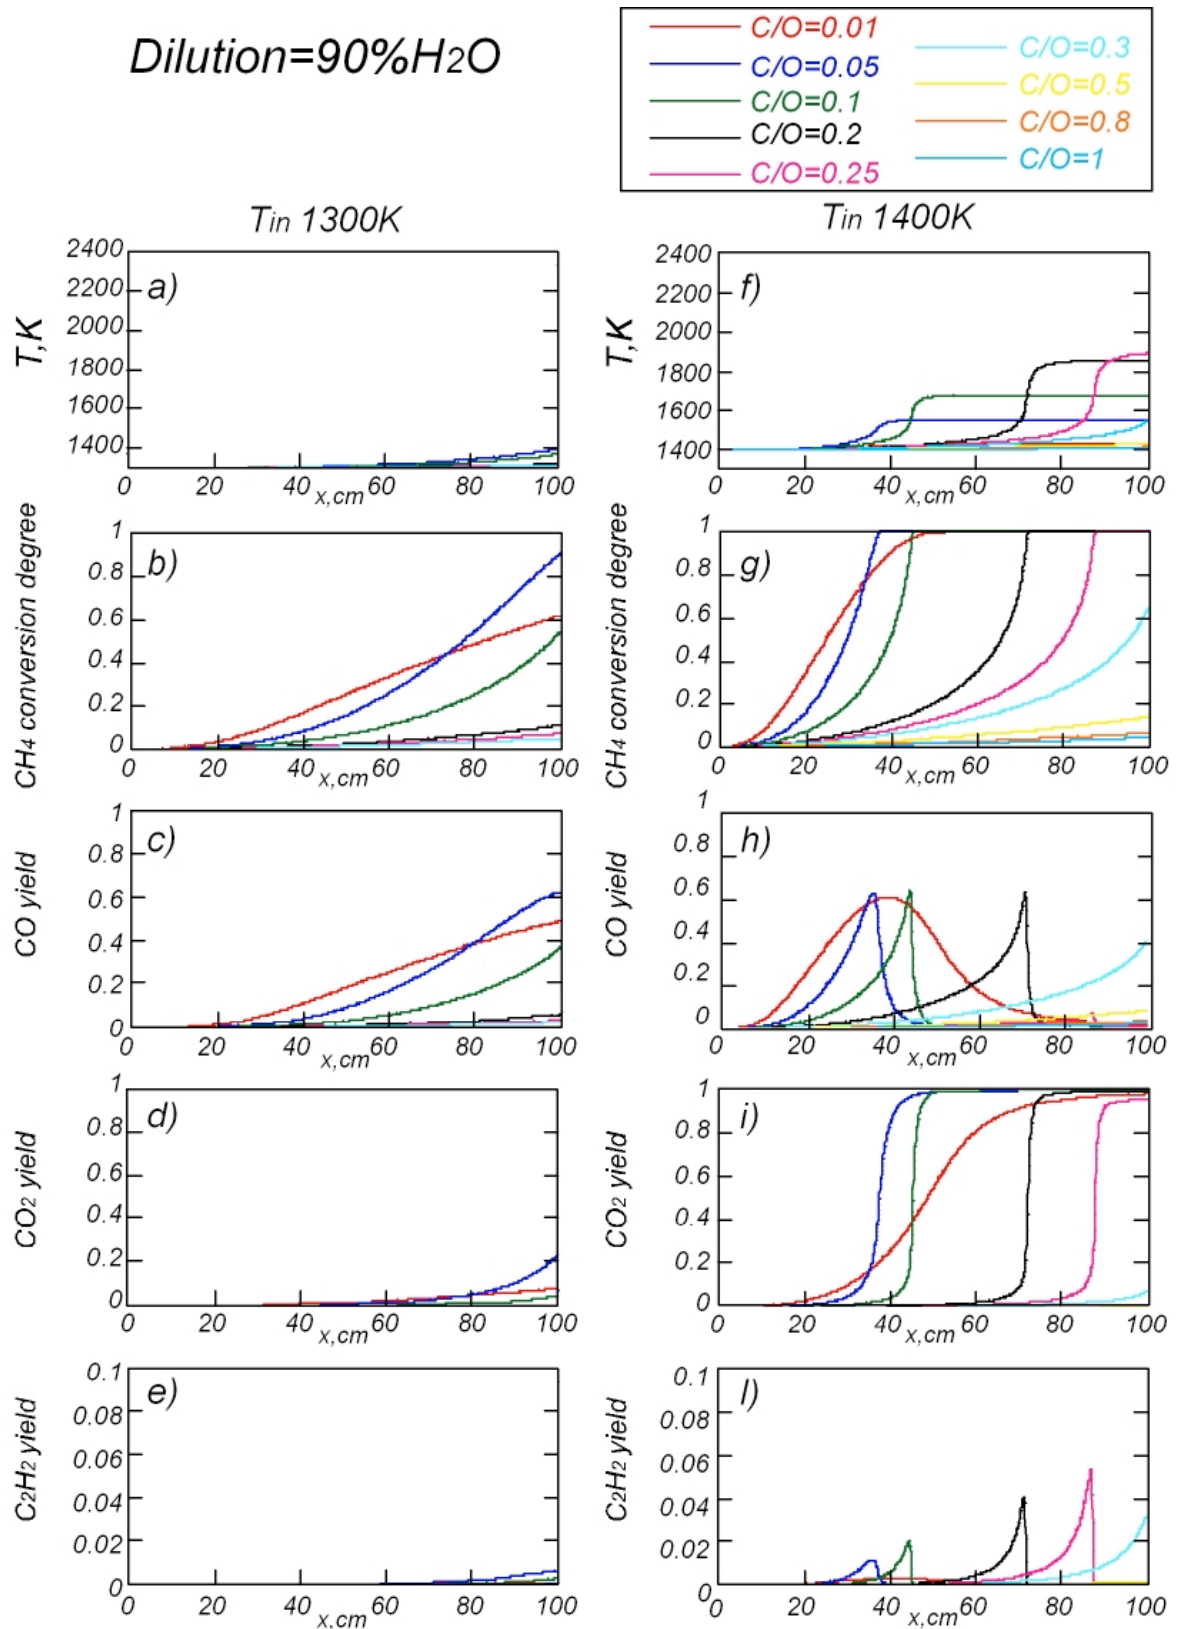 Dilution=90%H2O
C/O=0.01
C/O=0.05
C/O=0.1
C/O=0.2
C/O=0.25
C/O=0.3
C/O=0.5
C/O=0.8
C/O=1
Tin 1300K
Tin 1400K
a)
T,K
2400
2200
2000
1800
1600
1400
0 20 40 60 80 100
x,cm
f)
T,K
2400
2200
2000
1800
1600
1400
0 20 40 60 80 100
x,cm
b)
CH4 conversion degree
1
0.8
0.6
0.4
0.2
0
0 20 40 60 80 100
x,cm
g)
CH4 conversion degree
1
0.8
0.6
0.4
0.2
0
0 20 40 60 80 100
x,cm
c)
CO yield
1
0.8
0.6
0.4
0.2
0
0 20 40 60 80 100
x,cm
h)
CO yield
1
0.8
0.6
0.4
0.2
0
0 20 40 60 80 100
x,cm
d)
CO2 yield
1
0.8
0.6
0.4
0.2
0
0 20 40 60 80 100
x,cm
i)
CO2 yield
1
0.8
0.6
0.4
0.2
0
0 20 40 60 80 100
x,cm
e)
C2H2 yield
0.1
0.08
0.06
0.04
0.02
0
0 20 40 60 80 100
x,cm
l)
C2H2 yield
0.1
0.08
0.06
0.04
0.02
0
0 20 40 60 80 100
x,cm